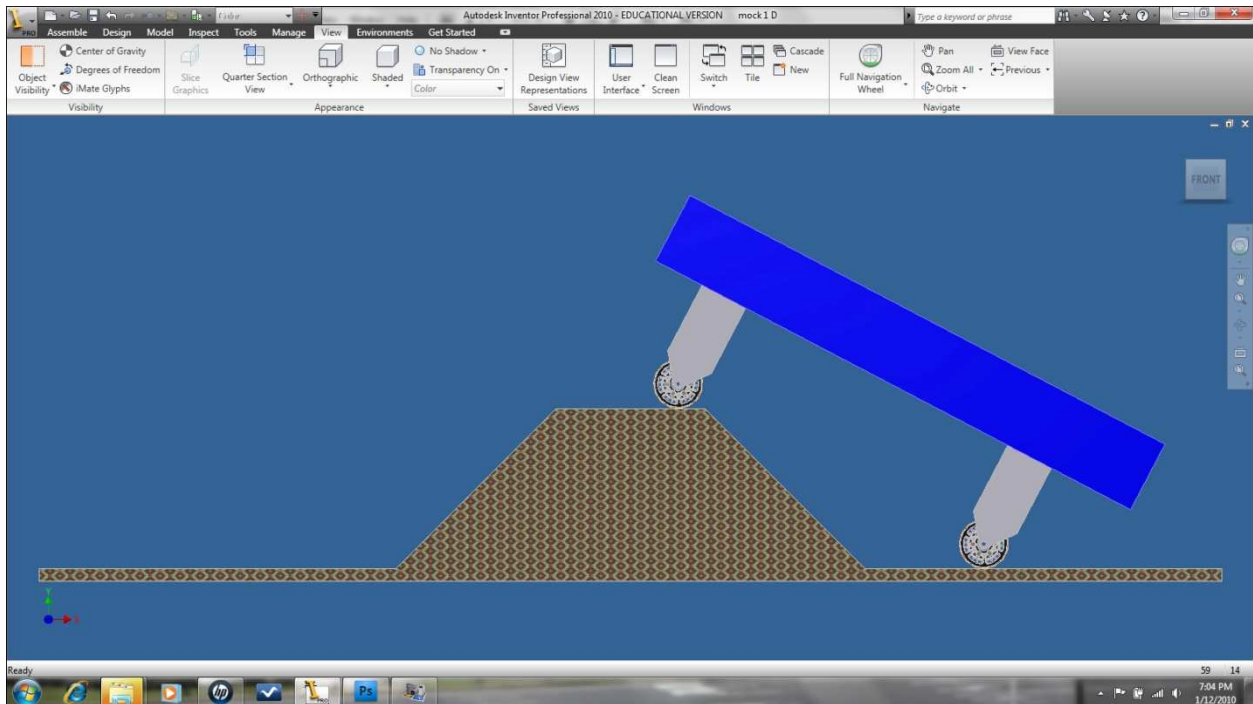 Autodesk Inventor Professional 2010 - EDUCATIONAL VERSION mock 1 D
Type a keyword or phrase
PRO Assemble Design Model Inspect Tools Manage View Environments Get Started
Center of Gravity
Degrees of Freedom
iMate Glyphs
Object Visibility
Slice Graphics
Quarter Section View
Orthographic
Shaded
No Shadow
Transparency On
Color
Design View Representations
User Interface
Clean Screen
Switch
Tile
Cascade
New
Full Navigation Wheel
Pan
Zoom All
Orbit
View Face
Previous
Visibility Appearance Saved Views Windows Navigate
FRONT
Y
X
Ready
59 14
hp
PRO
Ps
7:04 PM
1/12/2010